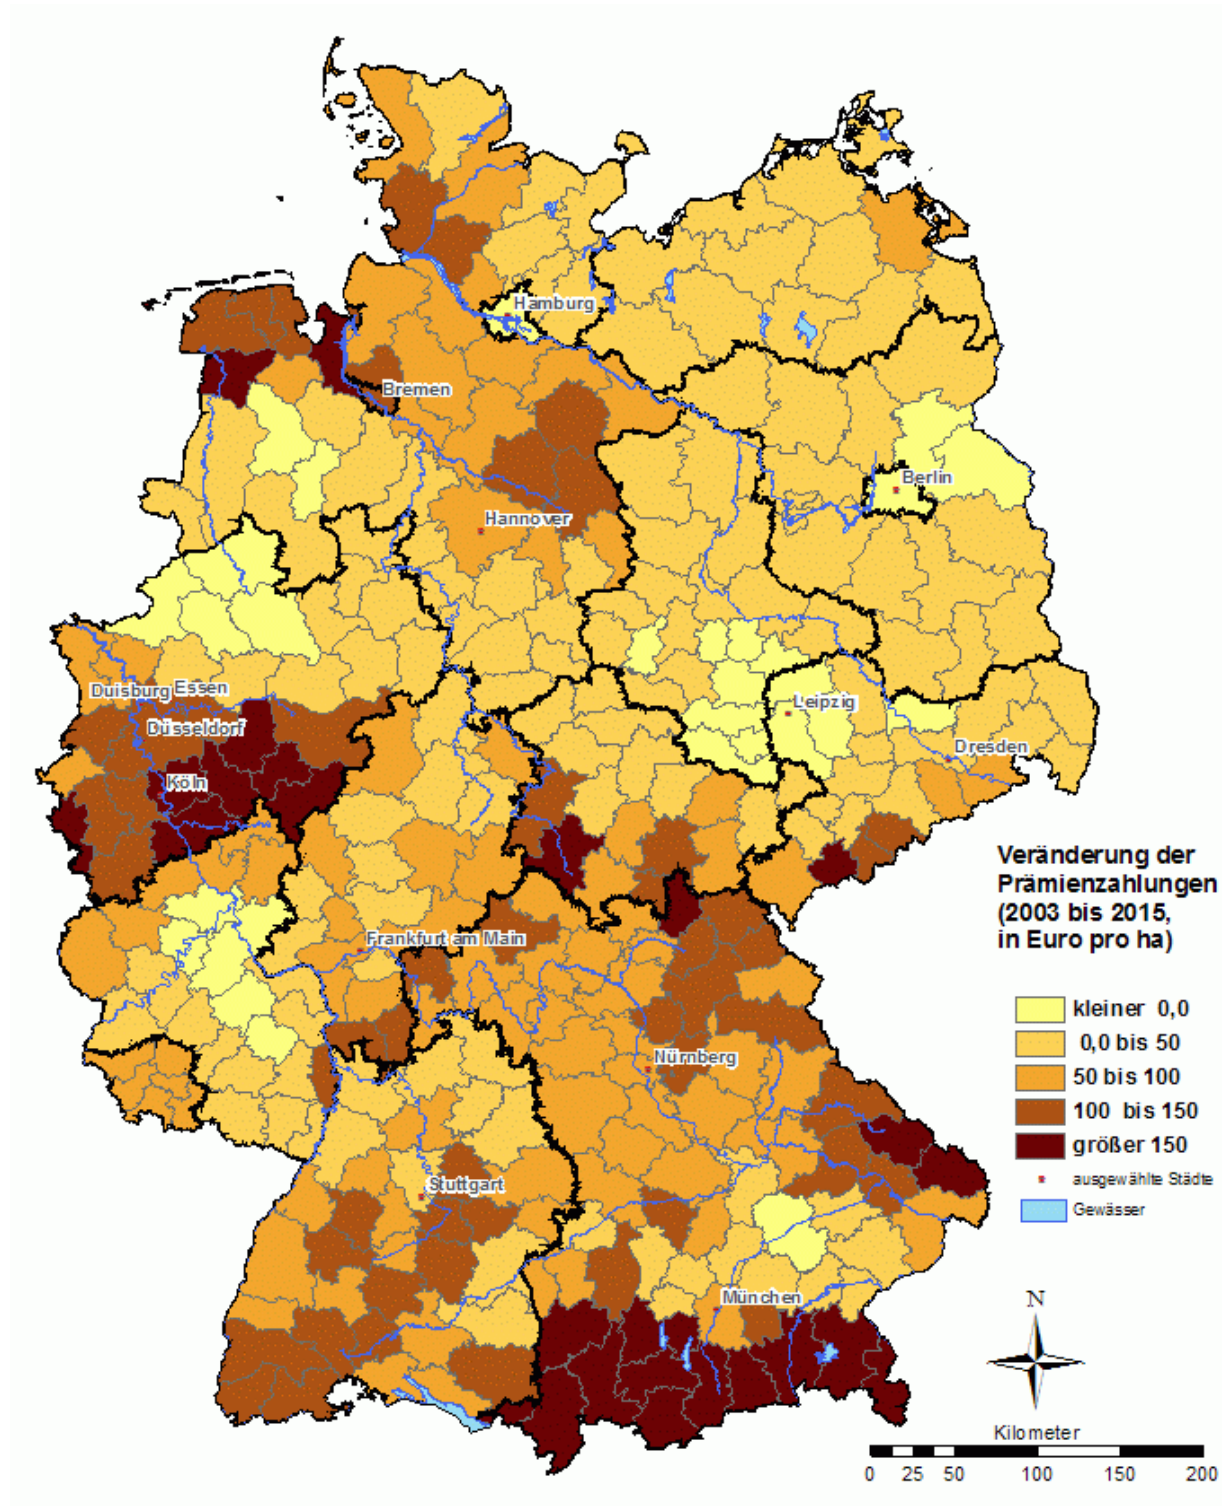 Hamburg
Bremen
Berlin
Hannover
Duisburg Essen
Düsseldorf
Leipzig
Dresden
Köln
Frankfurt am Main
Nürnberg
Stuttgart
München
Veränderung der
Prämienzahlungen
(2003 bis 2015,
in Euro pro ha)
kleiner 0,0
0,0 bis 50
50 bis 100
100 bis 150
größer 150
ausgewählte Städte
Gewässer
N
Kilometer
0 25 50 100 150 200